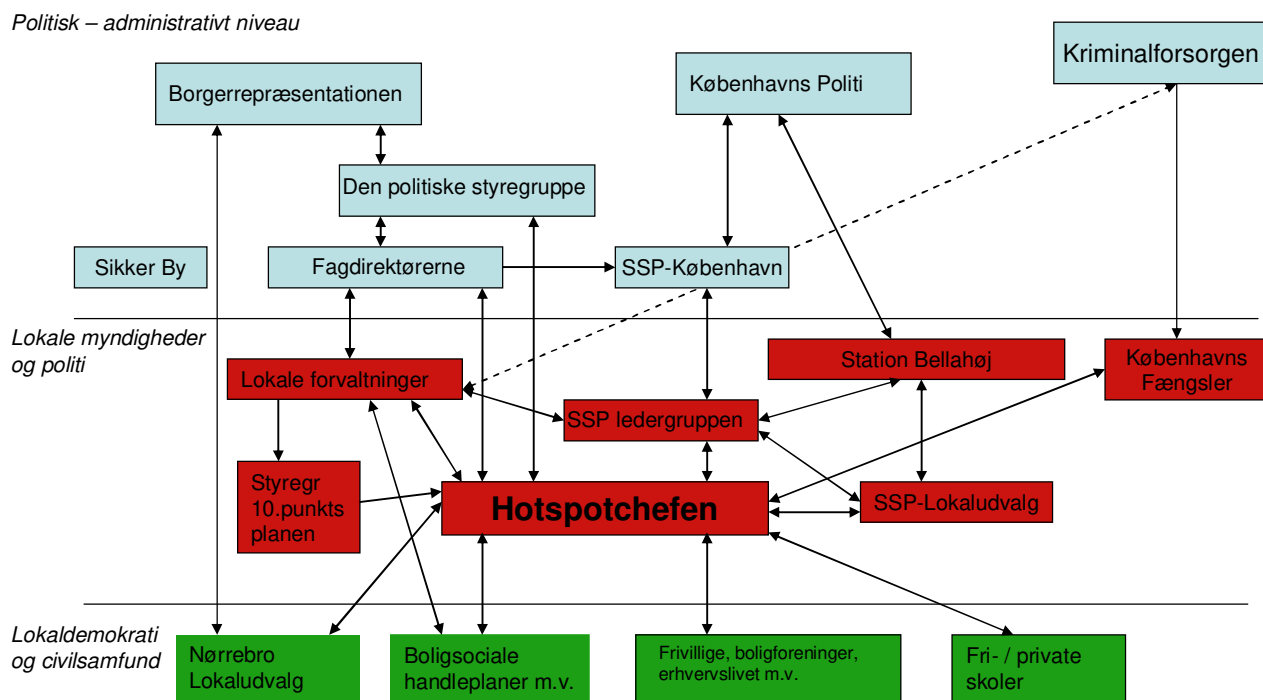 Politisk – administrativt niveau
Kriminalforsorgen
Københavns Politi
Borgerrepræsentationen
Den politiske styregruppe
Sikker By
Fagdirektørerne
SSP-København
Lokale myndigheder
og politi
Lokale forvaltninger
Station Bellahøj
Københavns
Fængsler
SSP ledergruppen
Styregr
10.punkts
planen
Hotspotchefen
SSP-Lokaludvalg
Lokaldemokrati
og civilsamfund
Nørrebro
Lokaludvalg
Boligsociale
handleplaner m.v.
Frivillige, boligforeninger,
erhvervslivet m.v.
Fri- / private
skoler